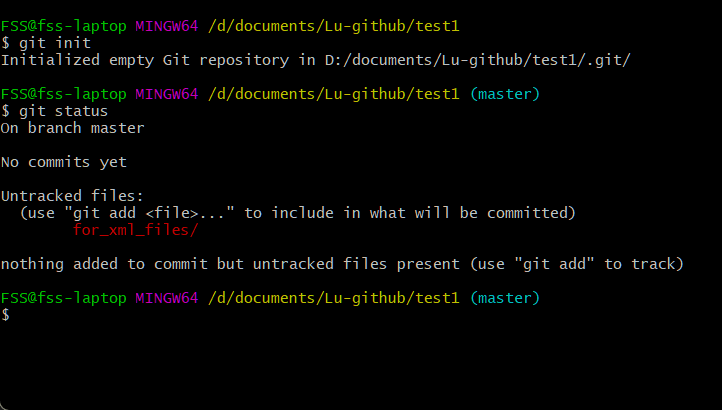 FSS@fss-laptop MINGW64 /d/documents/Lu-github/test1
$ git init
Initialized empty Git repository in D:/documents/Lu-github/test1/.git/
FSS@fss-laptop MINGW64 /d/documents/Lu-github/test1 (master)
$ git status
On branch master
No commits yet
Untracked files:
  (use "git add <file>..." to include in what will be committed)
        for_xml_files/
nothing added to commit but untracked files present (use "git add" to track)
FSS@fss-laptop MINGW64 /d/documents/Lu-github/test1 (master)
$